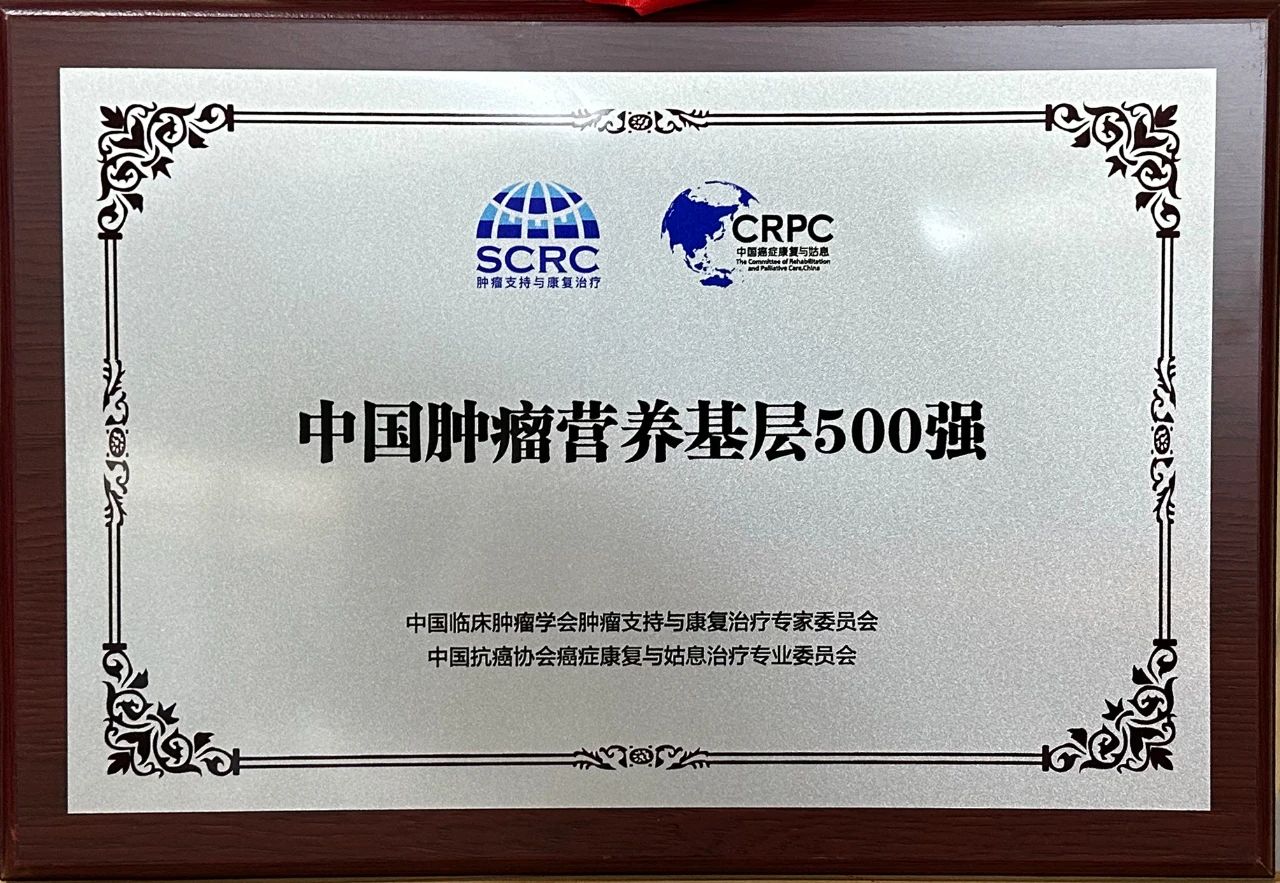 SCRC
肿瘤支持与康复治疗
CRPC
中国癌症康复与姑息
The Committee of Rehabilitation
and Palliative Care,China
中国肿瘤营养基层500强
中国临床肿瘤学会肿瘤支持与康复治疗专家委员会
中国抗癌协会癌症康复与姑息治疗专业委员会